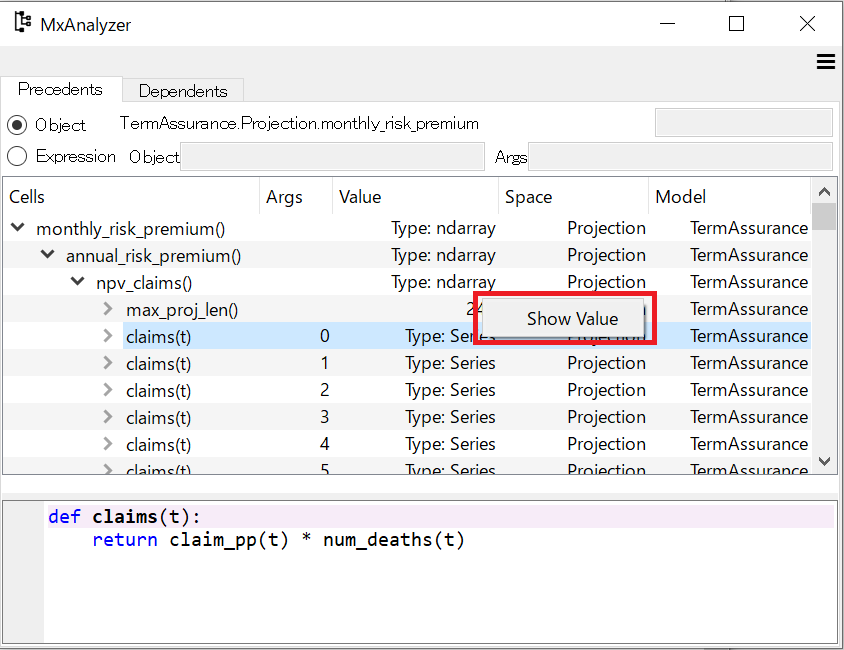 MxAnalyzer
Precedents Dependents
Object TermAssurance.Projection.monthly_risk_premium
Expression Object Args
Cells Args Value Space Model
monthly_risk_premium() Type: ndarray Projection TermAssurance
annual_risk_premium() Type: ndarray Projection TermAssurance
npv_claims() Type: ndarray Projection TermAssurance
max_proj_len() TermAssurance
Show Value
claims(t) 0 Type: Series Projection TermAssurance
claims(t) 1 Type: Series Projection TermAssurance
claims(t) 2 Type: Series Projection TermAssurance
claims(t) 3 Type: Series Projection TermAssurance
claims(t) 4 Type: Series Projection TermAssurance
claims(t) 5 Type: Series Projection TermAssurance
def claims(t):
return claim_pp(t) * num_deaths(t)